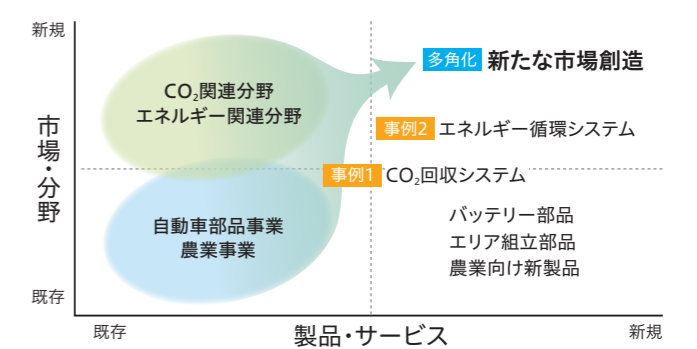 新規
多角化 新たな市場創造
CO₂関連分野
エネルギー関連分野
事例2 エネルギー循環システム
市場・分野
事例1 CO₂回収システム
自動車部品事業
農業事業
バッテリー部品
エリア組立部品
農業向け新製品
既存
既存
製品・サービス
新規